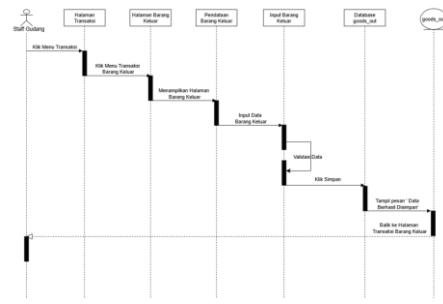 Staff Gudang
Halaman
Transaksi
Halaman Barang
Keluar
Pendataan
Barang Keluar
Input Barang
Keluar
Database
goods_out
goods_ou
Klik Menu Transaksi
Klik Menu Transaksi
Barang Keluar
Menampilkan Halaman
Barang Keluar
Input Data
Barang Keluar
Validasi Data
Klik Simpan
Tampil pesan ' Data
Berhasil Disimpan'
Balik ke Halaman
Transaksi Barang Keluar